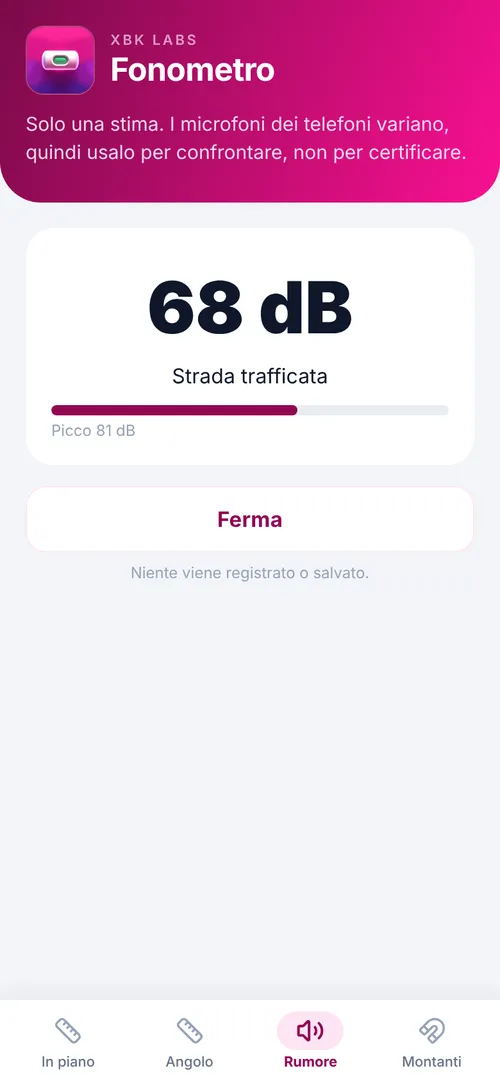 XBK LABS
Fonometro
Solo una stima. I microfoni dei telefoni variano,
quindi usalo per confrontare, non per certificare.
68 dB
Strada trafficata
Picco 81 dB
Ferma
Niente viene registrato o salvato.
In piano
Angolo
Rumore
Montanti